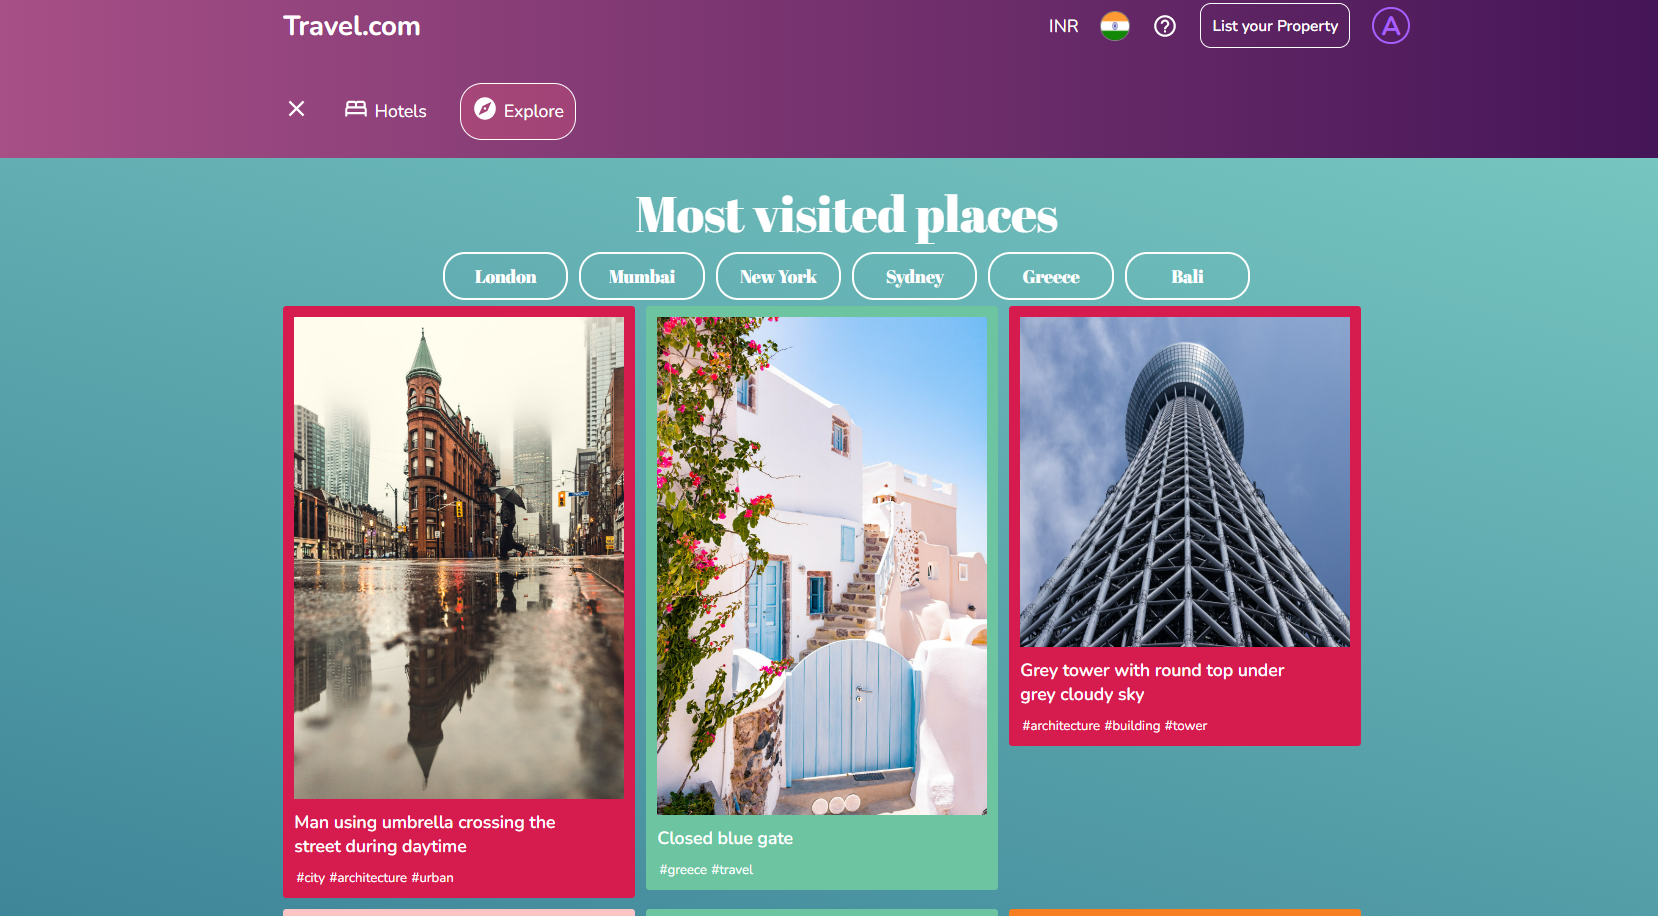 Travel.com
INR
List your Property
A
Hotels
Explore
Most visited places
London
Mumbai
New York
Sydney
Greece
Bali
Man using umbrella crossing the
street during daytime
#city #architecture #urban
Closed blue gate
#greece #travel
Grey tower with round top under
grey cloudy sky
#architecture #building #tower